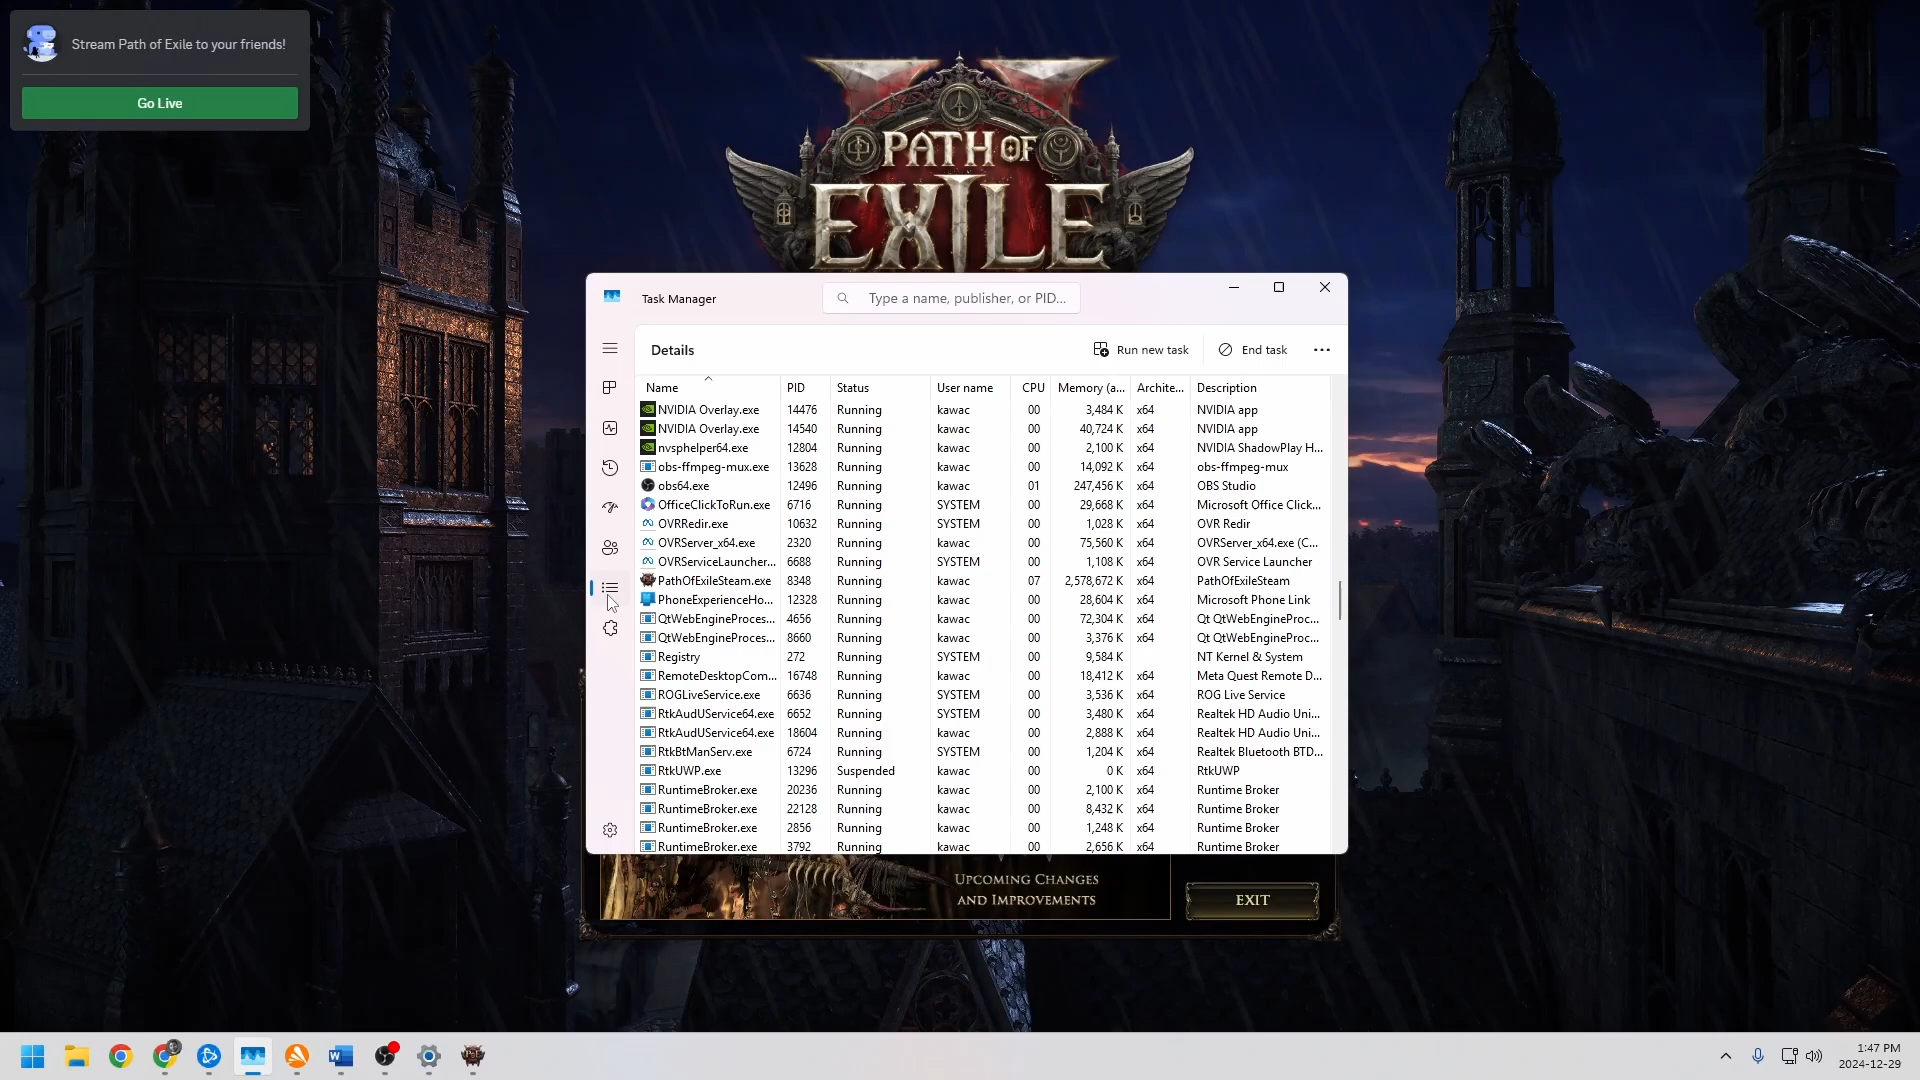 Stream Path of Exile to your friends!
Go Live
PATH OF
EXILE
Task Manager
Type a name, publisher, or PID...
Details
Run new task
End task
Name PID Status User name CPU Memory (a... Archite... Description
NVIDIA Overlay.exe 14476 Running kawac 00 3,484 K x64 NVIDIA app
NVIDIA Overlay.exe 14540 Running kawac 00 40,724 K x64 NVIDIA app
nvsphelper64.exe 12804 Running kawac 00 2,100 K x64 NVIDIA ShadowPlay H...
obs-ffmpeg-mux.exe 13628 Running kawac 00 14,092 K x64 obs-ffmpeg-mux
obs64.exe 12496 Running kawac 01 247,456 K x64 OBS Studio
OfficeClickToRun.exe 6716 Running SYSTEM 00 29,668 K x64 Microsoft Office Click...
OVRRedir.exe 10632 Running SYSTEM 00 1,028 K x64 OVR Redir
OVRServer_x64.exe 2320 Running kawac 00 75,560 K x64 OVRServer_x64.exe (C...
OVRServiceLauncher... 6688 Running SYSTEM 00 1,108 K x64 OVR Service Launcher
PathOfExileSteam.exe 8348 Running kawac 07 2,578,672 K x64 PathOfExileSteam
PhoneExperienceHo... 12328 Running kawac 00 28,604 K x64 Microsoft Phone Link
QtWebEngineProces... 4656 Running kawac 00 72,304 K x64 Qt QtWebEngineProc...
QtWebEngineProces... 8660 Running kawac 00 3,376 K x64 Qt QtWebEngineProc...
Registry 272 Running SYSTEM 00 9,584 K NT Kernel & System
RemoteDesktopCom... 16748 Running kawac 00 18,412 K x64 Meta Quest Remote D...
ROGLiveService.exe 6636 Running SYSTEM 00 3,536 K x64 ROG Live Service
RtkAudUService64.exe 6652 Running SYSTEM 00 3,480 K x64 Realtek HD Audio Uni...
RtkAudUService64.exe 18604 Running kawac 00 2,888 K x64 Realtek HD Audio Uni...
RtkBtManServ.exe 6724 Running SYSTEM 00 1,204 K x64 Realtek Bluetooth BTD...
RtkUWP.exe 13296 Suspended kawac 00 0 K x64 RtkUWP
RuntimeBroker.exe 20236 Running kawac 00 2,100 K x64 Runtime Broker
RuntimeBroker.exe 22128 Running kawac 00 8,432 K x64 Runtime Broker
RuntimeBroker.exe 2856 Running kawac 00 1,248 K x64 Runtime Broker
RuntimeBroker.exe 3792 Running kawac 00 2,656 K x64 Runtime Broker
UPCOMING CHANGES
AND IMPROVEMENTS
EXIT
1:47 PM
2024-12-29